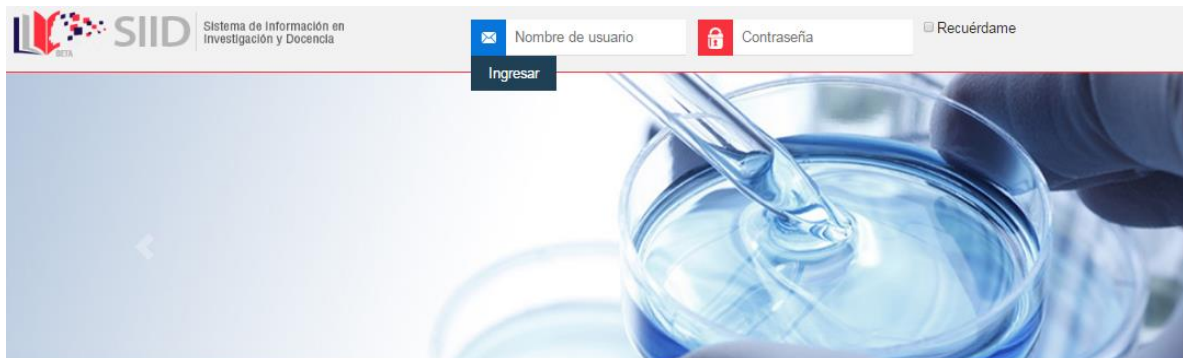 BETA
SIID
Sistema de Información en
Investigación y Docencia
Nombre de usuario
Contraseña
Recuérdame
Ingresar